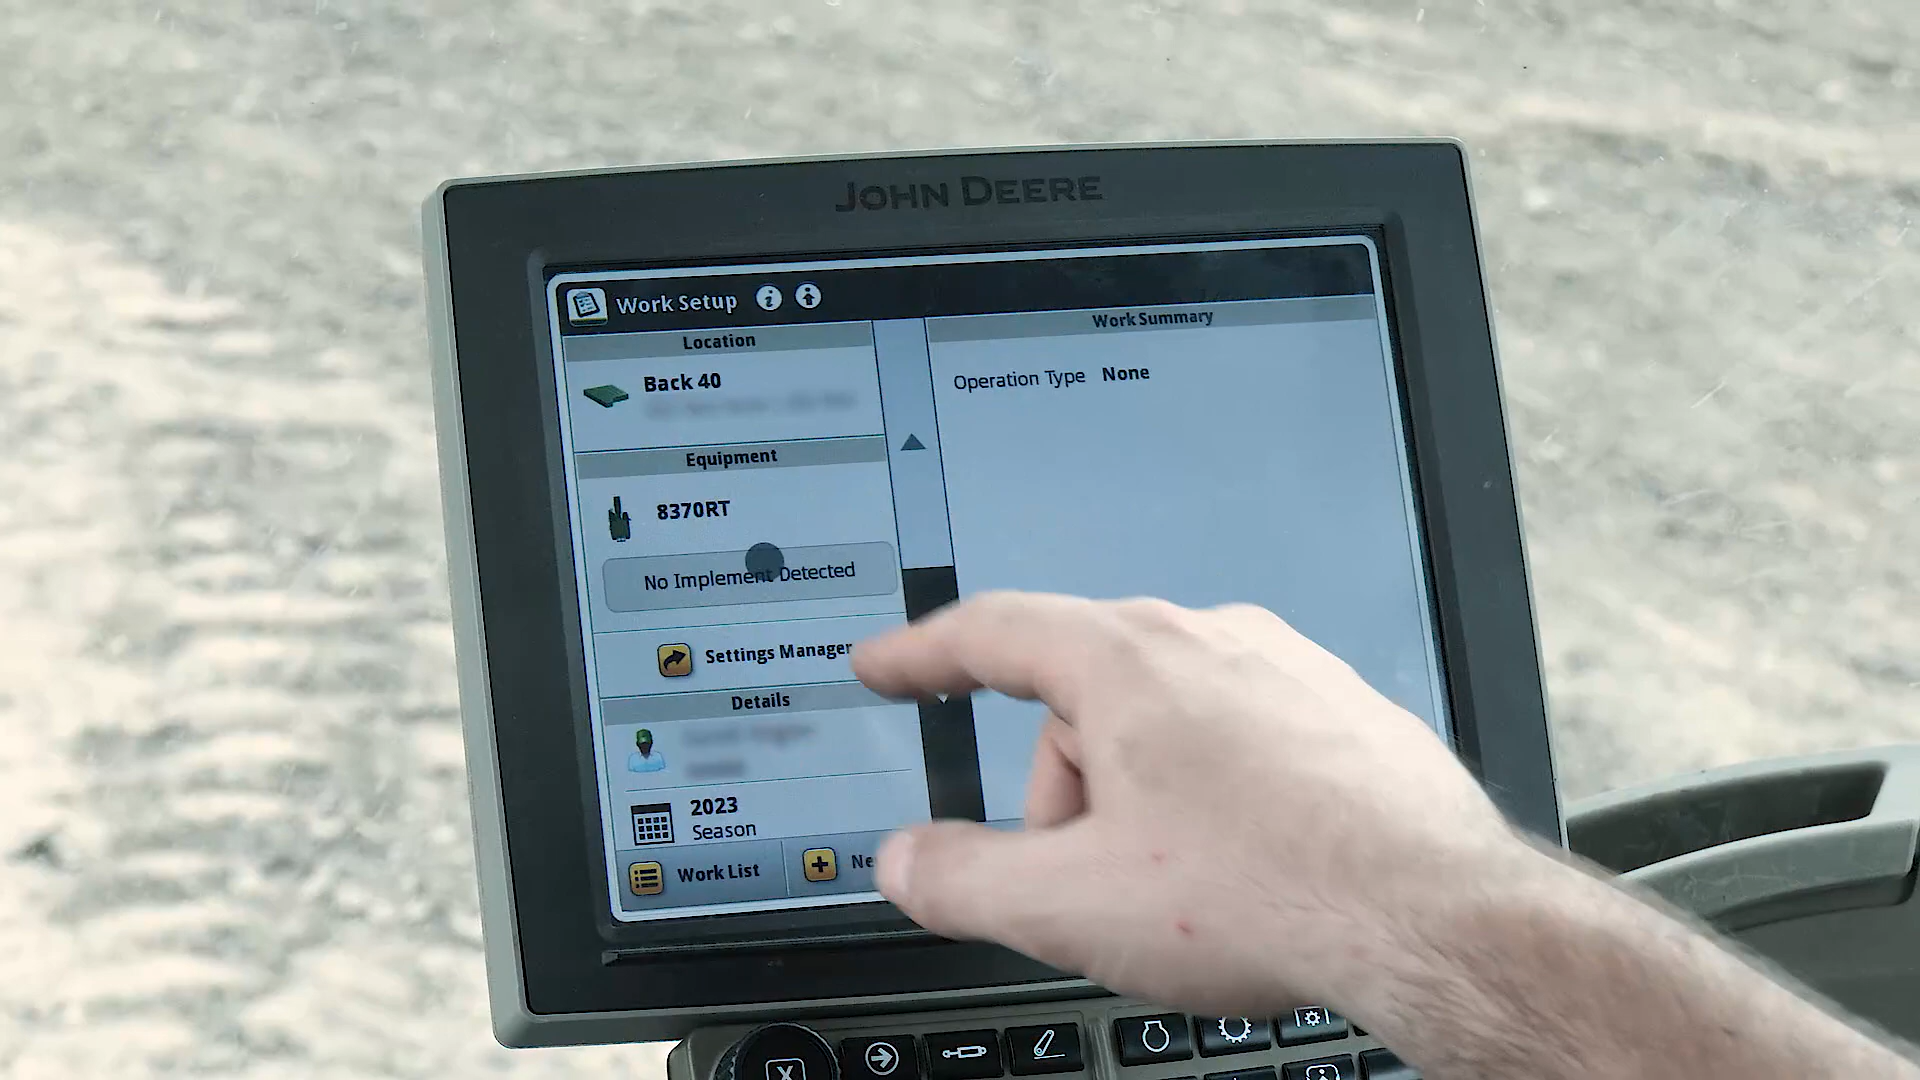 JOHN DEERE
Work Setup
Location
Back 40
Equipment
8370RT
No Implement Detected
Settings Manager
Details
2023
Season
Work List
Work Summary
Operation Type None
X